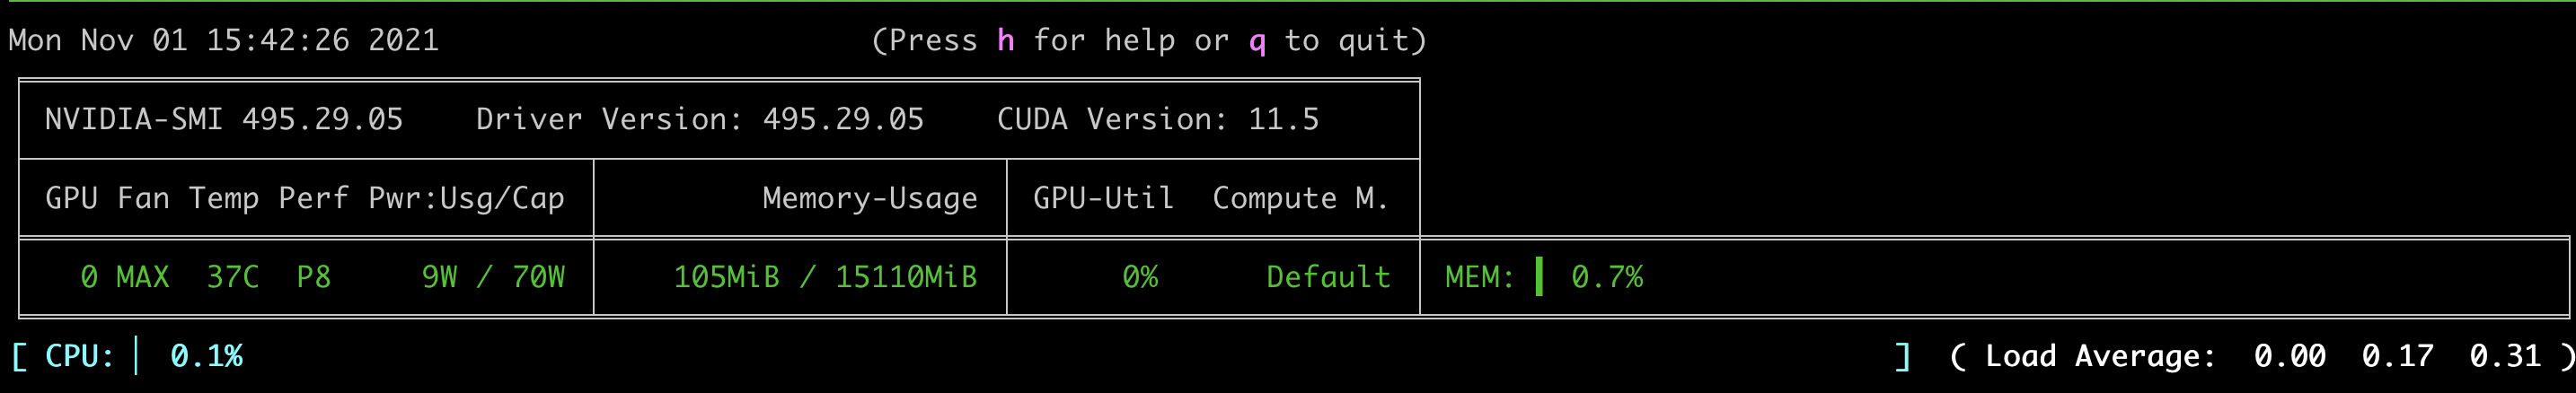 Mon Nov 01 15:42:26 2021 (Press h for help or q to quit)
NVIDIA-SMI 495.29.05 Driver Version: 495.29.05 CUDA Version: 11.5
GPU Fan Temp Perf Pwr:Usg/Cap Memory-Usage GPU-Util Compute M.
0 MAX 37C P8 9W / 70W 105MiB / 15110MiB 0% Default MEM: 0.7%
[ CPU: 0.1% ] ( Load Average: 0.00 0.17 0.31 )